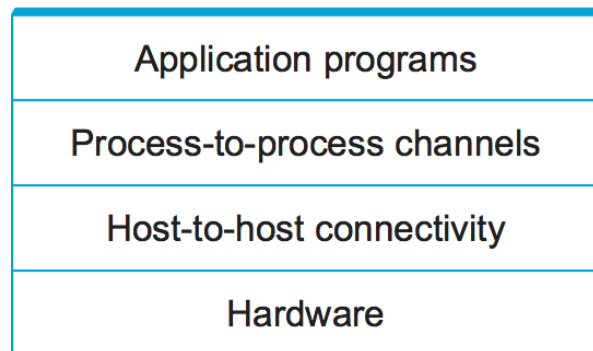 Application programs
Process-to-process channels
Host-to-host connectivity
Hardware